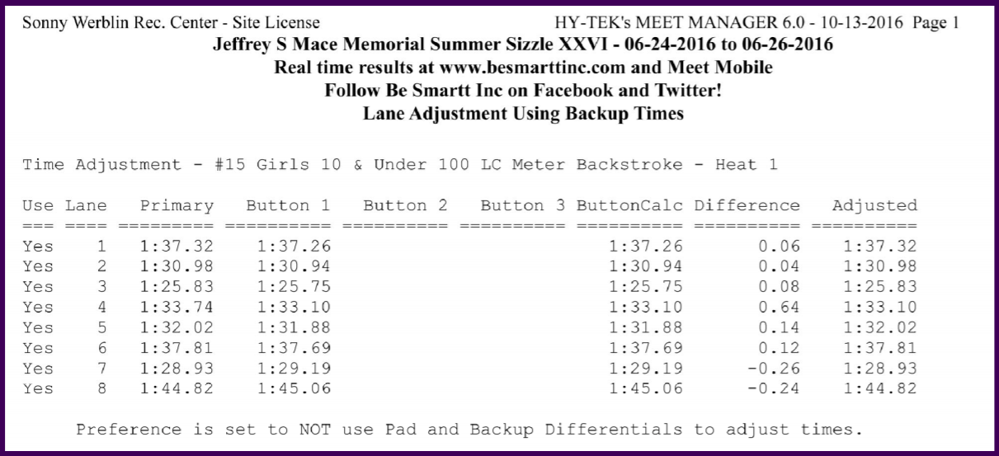 Sonny Werblin Rec. Center - Site License HY-TEK's MEET MANAGER 6.0 - 10-13-2016 Page 1
Jeffrey S Mace Memorial Summer Sizzle XXVI - 06-24-2016 to 06-26-2016
Real time results at www.besmarttinc.com and Meet Mobile
Follow Be Smartt Inc on Facebook and Twitter!
Lane Adjustment Using Backup Times
Time Adjustment - #15 Girls 10 & Under 100 LC Meter Backstroke - Heat 1
Use Lane Primary Button 1 Button 2 Button 3 ButtonCalc Difference Adjusted
=== ==== ========= ========== ========== ========== ========== ========== ==========
Yes 1 1:37.32 1:37.26 1:37.26 0.06 1:37.32
Yes 2 1:30.98 1:30.94 1:30.94 0.04 1:30.98
Yes 3 1:25.83 1:25.75 1:25.75 0.08 1:25.83
Yes 4 1:33.74 1:33.10 1:33.10 0.64 1:33.10
Yes 5 1:32.02 1:31.88 1:31.88 0.14 1:32.02
Yes 6 1:37.81 1:37.69 1:37.69 0.12 1:37.81
Yes 7 1:28.93 1:29.19 1:29.19 -0.26 1:28.93
Yes 8 1:44.82 1:45.06 1:45.06 -0.24 1:44.82
Preference is set to NOT use Pad and Backup Differentials to adjust times.